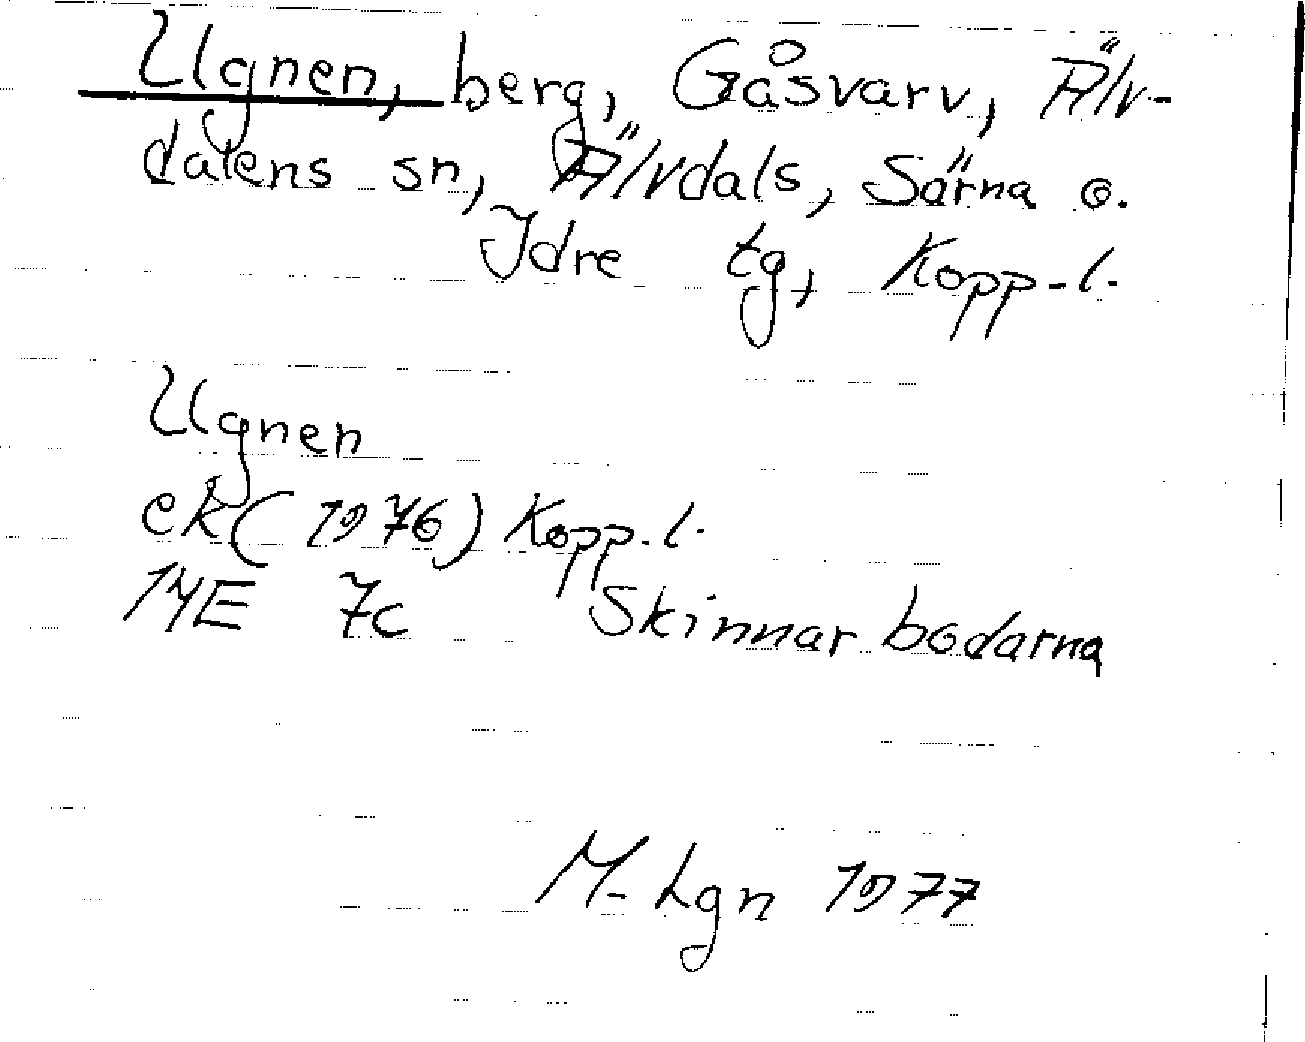 Ugnen, berg, Gåsvarv, Älv-
dalens sn, Älvdals, Särna o.
Idre tg, Kopp.l.
Ugnen
ek (1976) Kopp.l.
14E 7c Skinnarbodarna
M-Lgn 1977